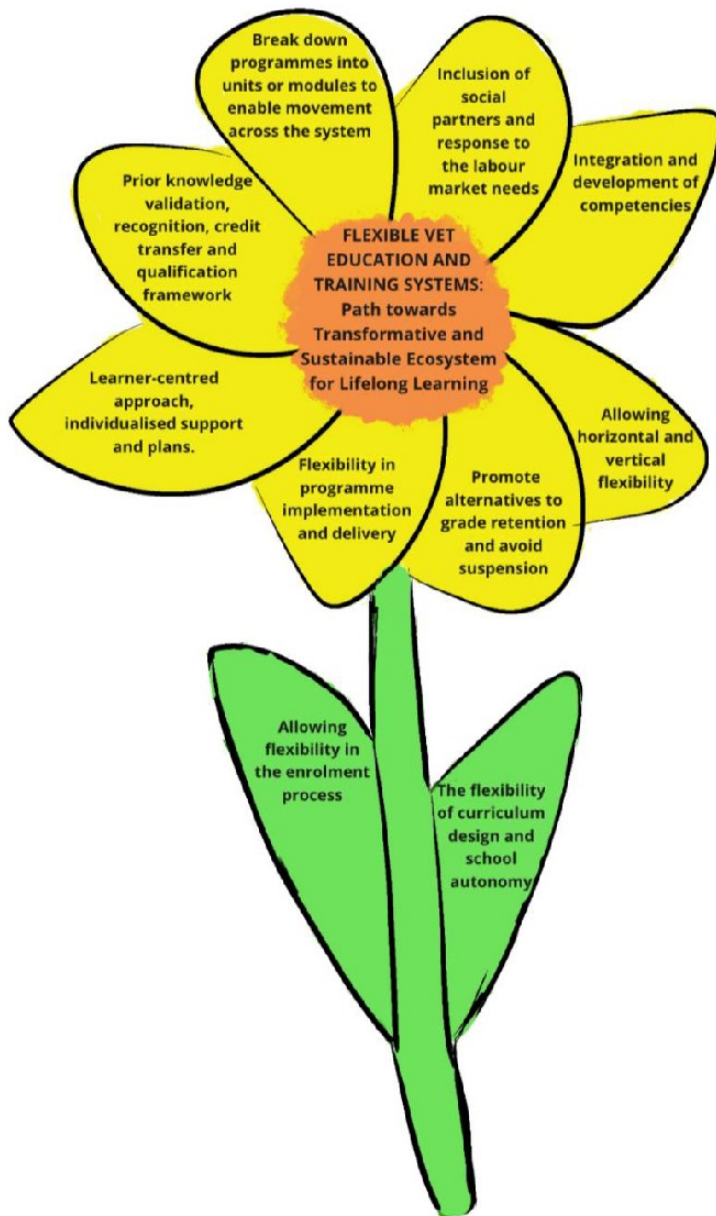 Break down
programmes into
units or modules to
enable movement
across the system
Inclusion of
social
partners and
response to
the labour
market needs
Integration and
development of
competencies
Prior knowledge
validation,
recognition, credit
transfer and
qualification
framework
FLEXIBLE VET
EDUCATION AND
TRAINING SYSTEMS:
Path towards
Transformative and
Sustainable Ecosystem
for Lifelong Learning
Learner-centred
approach,
individualised support
and plans.
Flexibility in
programme
implementation
and delivery
Promote
alternatives to
grade retention
and avoid
suspension
Allowing
horizontal and
vertical
flexibility
Allowing
flexibility in
the enrolment
process
The flexibility
of curriculum
design and
school
autonomy